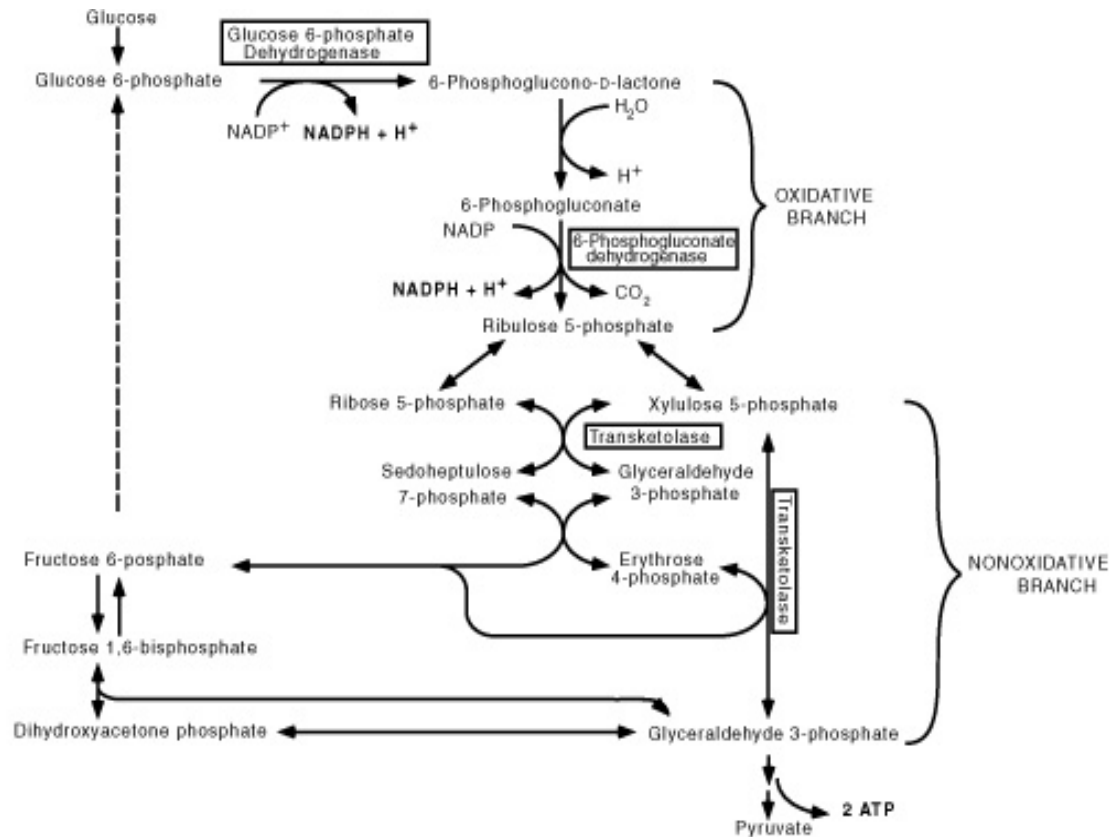 Glucose
Glucose 6-phosphate
Dehydrogenase
Glucose 6-phosphate
6-Phosphoglucono-D-lactone
NADP+
NADPH + H+
H2O
H+
6-Phosphogluconate
OXIDATIVE
BRANCH
NADP
6-Phosphogluconate
dehydrogenase
NADPH + H+
CO2
Ribulose 5-phosphate
Ribose 5-phosphate
Xylulose 5-phosphate
Transketolase
Sedoheptulose
7-phosphate
Glyceraldehyde
3-phosphate
Transketolase
Fructose 6-posphate
Erythrose
4-phosphate
NONOXIDATIVE
BRANCH
Fructose 1,6-bisphosphate
Dihydroxyacetone phosphate
Glyceraldehyde 3-phosphate
2 ATP
Pyruvate